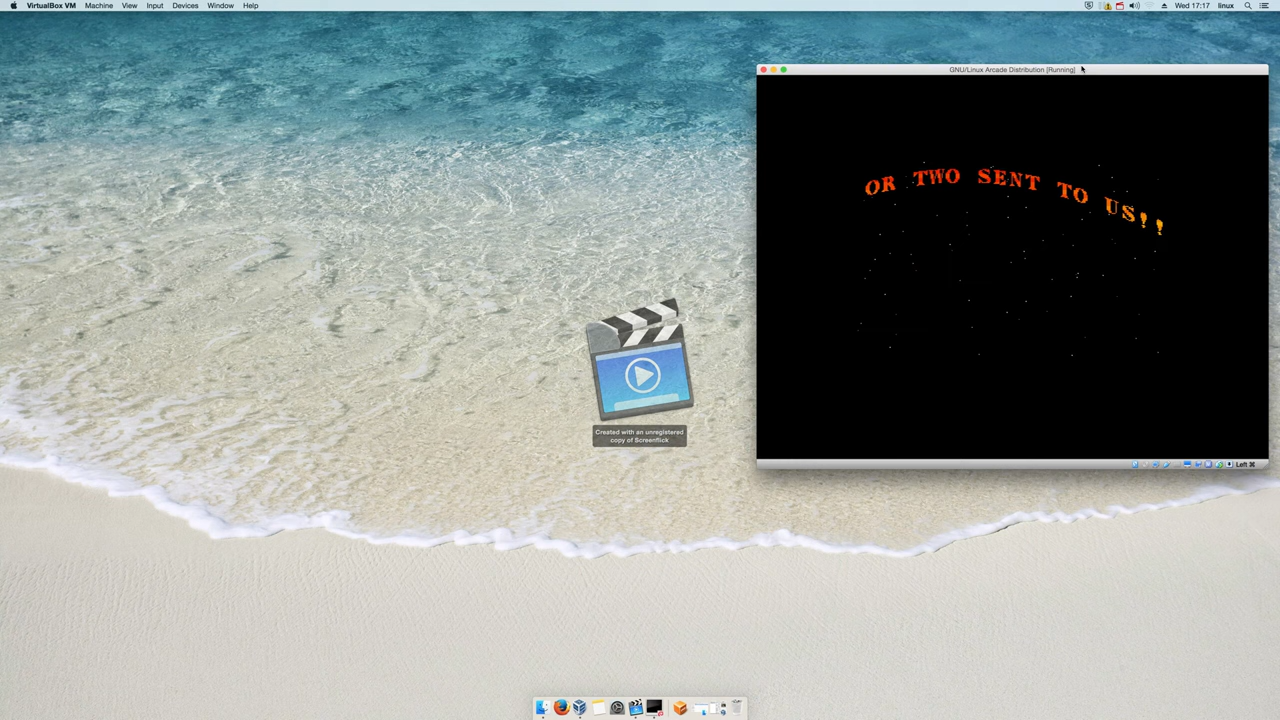 VirtualBox VM Machine View Input Devices Window Help Wed 17:17 linux
GNU/Linux Arcade Distribution [Running]
OR TWO SENT TO US!!
Created with an unregistered
copy of Screenflick
Left ⌘